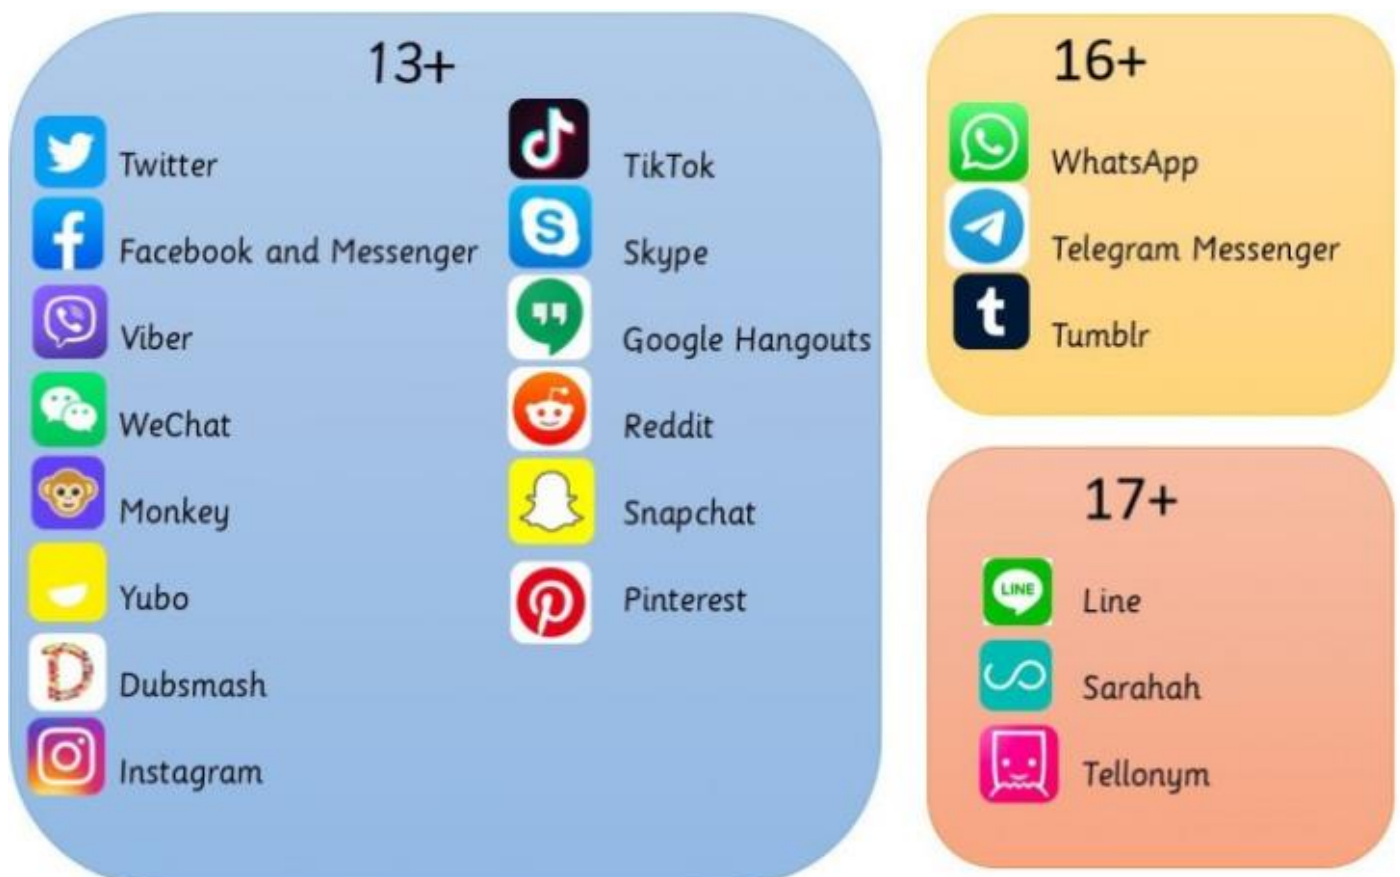 13+
Twitter
Facebook and Messenger
Viber
WeChat
Monkey
Yubo
Dubsmash
Instagram
TikTok
Skype
Google Hangouts
Reddit
Snapchat
Pinterest
16+
WhatsApp
Telegram Messenger
Tumblr
17+
LINE
Line
Sarahah
Tellonym